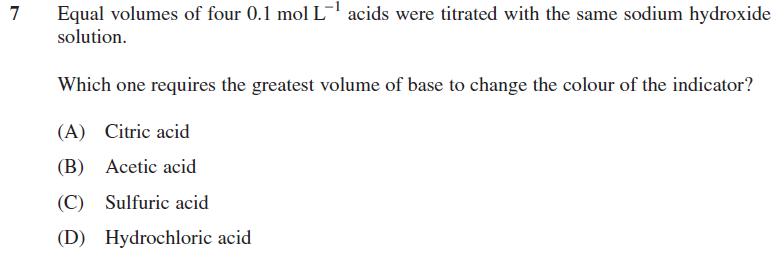 7 Equal volumes of four 0.1 mol L⁻¹ acids were titrated with the same sodium hydroxide
solution.
Which one requires the greatest volume of base to change the colour of the indicator?
(A) Citric acid
(B) Acetic acid
(C) Sulfuric acid
(D) Hydrochloric acid